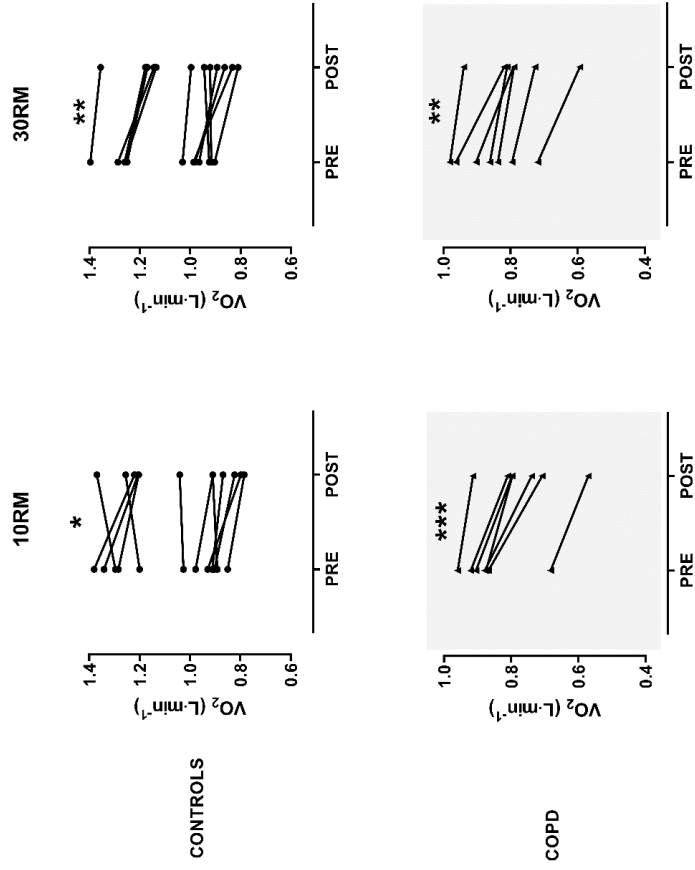 10RM
30RM
CONTROLS
VO₂ (L·min⁻¹)
1.4
1.2
1.0
0.8
0.6
*
PRE POST
VO₂ (L·min⁻¹)
1.4
1.2
1.0
0.8
0.6
**
PRE POST
COPD
VO₂ (L·min⁻¹)
1.0
0.8
0.6
0.4
***
PRE POST
VO₂ (L·min⁻¹)
1.0
0.8
0.6
0.4
**
PRE POST